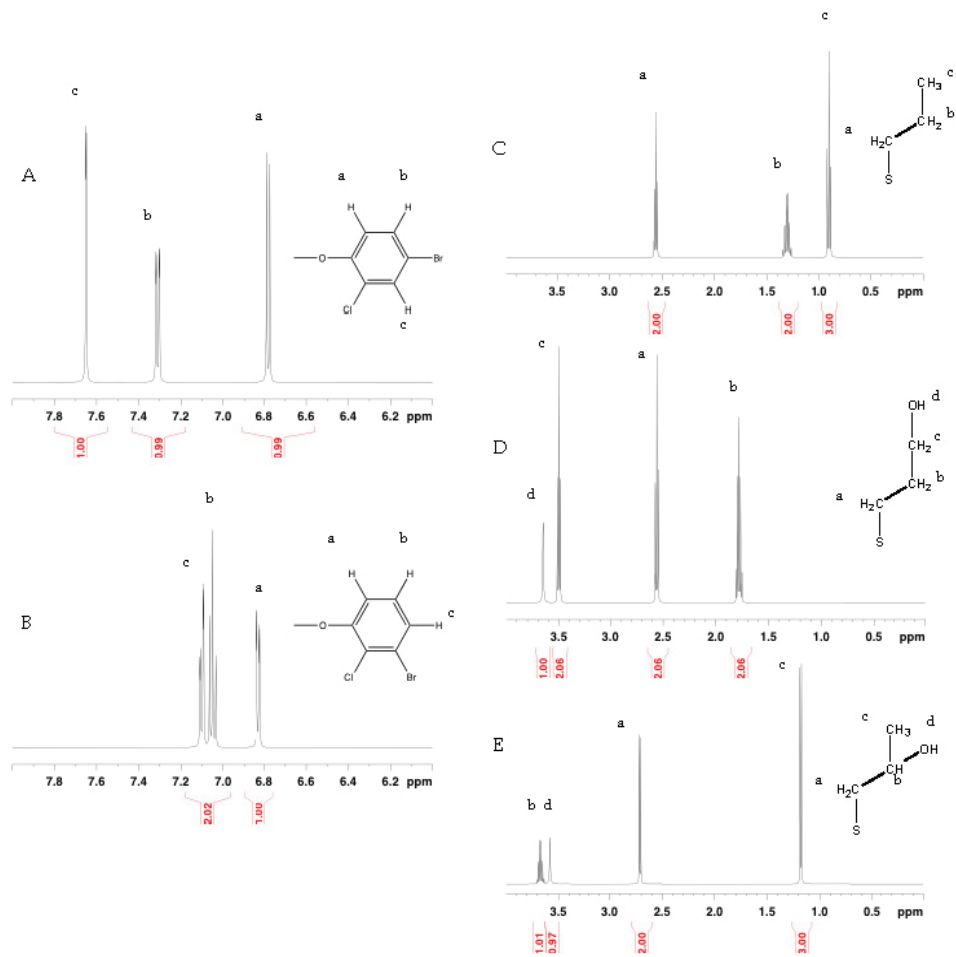 A
c
b
a
a
b
H
H
O
Br
Cl
H
c
7.8 7.6 7.4 7.2 7.0 6.8 6.6 6.4 6.2 ppm
1.00
0.99
0.99
B
c
b
a
a
b
H
H
O
H
c
Cl
Br
7.8 7.6 7.4 7.2 7.0 6.8 6.6 6.4 6.2 ppm
2.02
1.00
C
a
b
c
c
CH3
CH2
b
a
H2C
S
3.5 3.0 2.5 2.0 1.5 1.0 0.5 ppm
2.00
2.00
3.00
D
d
c
a
b
d
OH
c
CH2
CH2
b
a
H2C
S
3.5 3.0 2.5 2.0 1.5 1.0 0.5 ppm
1.00
2.06
2.06
2.06
E
b
d
a
c
c
d
CH3
OH
CH
b
a
H2C
S
3.5 3.0 2.5 2.0 1.5 1.0 0.5 ppm
1.01
0.97
2.00
3.00